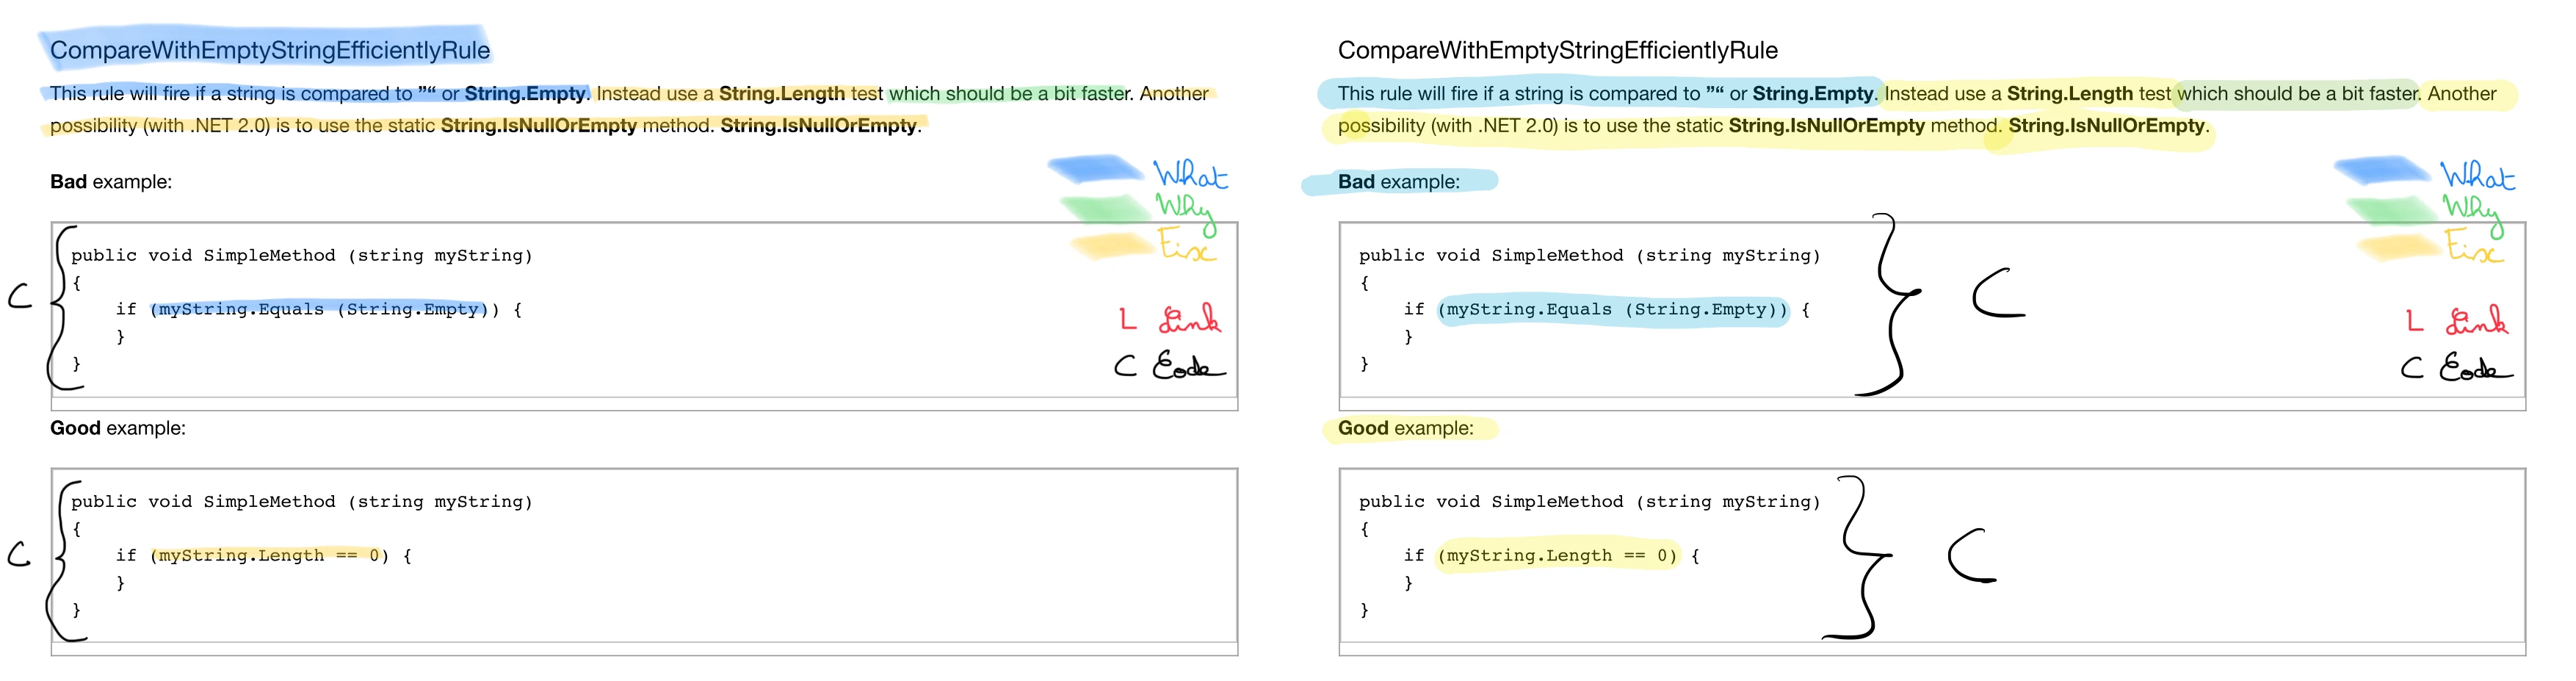 CompareWithEmptyStringEfficientlyRule
This rule will fire if a string is compared to ”“ or String.Empty. Instead use a String.Length test which should be a bit faster. Another
possibility (with .NET 2.0) is to use the static String.IsNullOrEmpty method. String.IsNullOrEmpty.
What
Bad example:
Why
public void SimpleMethod (string myString)
Fix
{
C
if (myString.Equals (String.Empty)) {
L Link
}
}
C Code
Good example:
public void SimpleMethod (string myString)
{
C
if (myString.Length == 0) {
}
}
CompareWithEmptyStringEfficientlyRule
This rule will fire if a string is compared to ”“ or String.Empty. Instead use a String.Length test which should be a bit faster. Another
possibility (with .NET 2.0) is to use the static String.IsNullOrEmpty method. String.IsNullOrEmpty.
What
Bad example:
Why
public void SimpleMethod (string myString)
Fix
{
C
if (myString.Equals (String.Empty)) {
L Link
}
}
C Code
Good example:
public void SimpleMethod (string myString)
{
C
if (myString.Length == 0) {
}
}